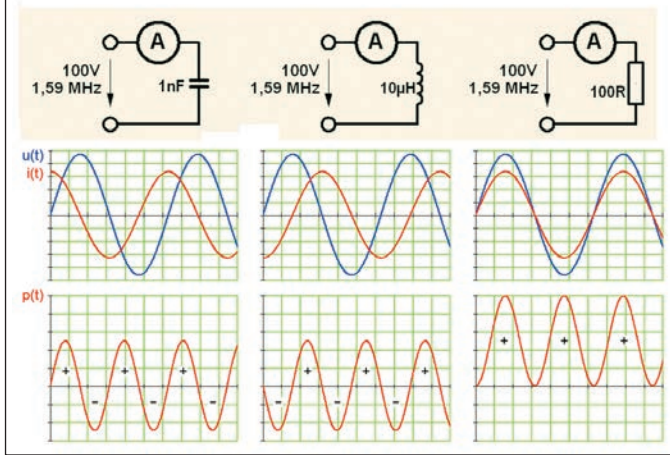 A
100V
1,59 MHz
1nF
A
100V
1,59 MHz
10µH
A
100V
1,59 MHz
100R
u(t)
i(t)
p(t)
+ – + – + –
– + – + – +
+ + +